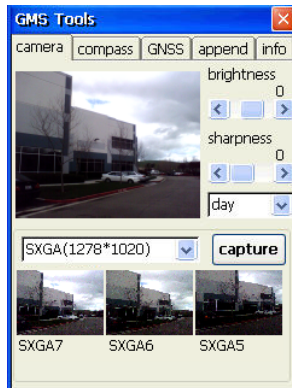 GMS Tools
camera compass GNSS append info
brightness
0
sharpness
0
day
SXGA(1278*1020) capture
SXGA7 SXGA6 SXGA5